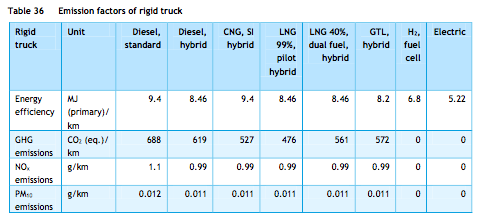 Table 36 Emission factors of rigid truck
Rigid truck | Unit | Diesel, standard | Diesel, hybrid | CNG, SI hybrid | LNG 99%, pilot hybrid | LNG 40%, dual fuel, hybrid | GTL, hybrid | H₂, fuel cell | Electric
Energy efficiency | MJ (primary)/ km | 9.4 | 8.46 | 9.4 | 8.46 | 8.46 | 8.2 | 6.8 | 5.22
GHG emissions | CO₂ (eq.)/ km | 688 | 619 | 527 | 476 | 561 | 572 | 0 | 0
NOₓ emissions | g/km | 1.1 | 0.99 | 0.99 | 0.99 | 0.99 | 0.99 | 0 | 0
PM₁₀ emissions | g/km | 0.012 | 0.011 | 0.011 | 0.011 | 0.011 | 0.011 | 0 | 0